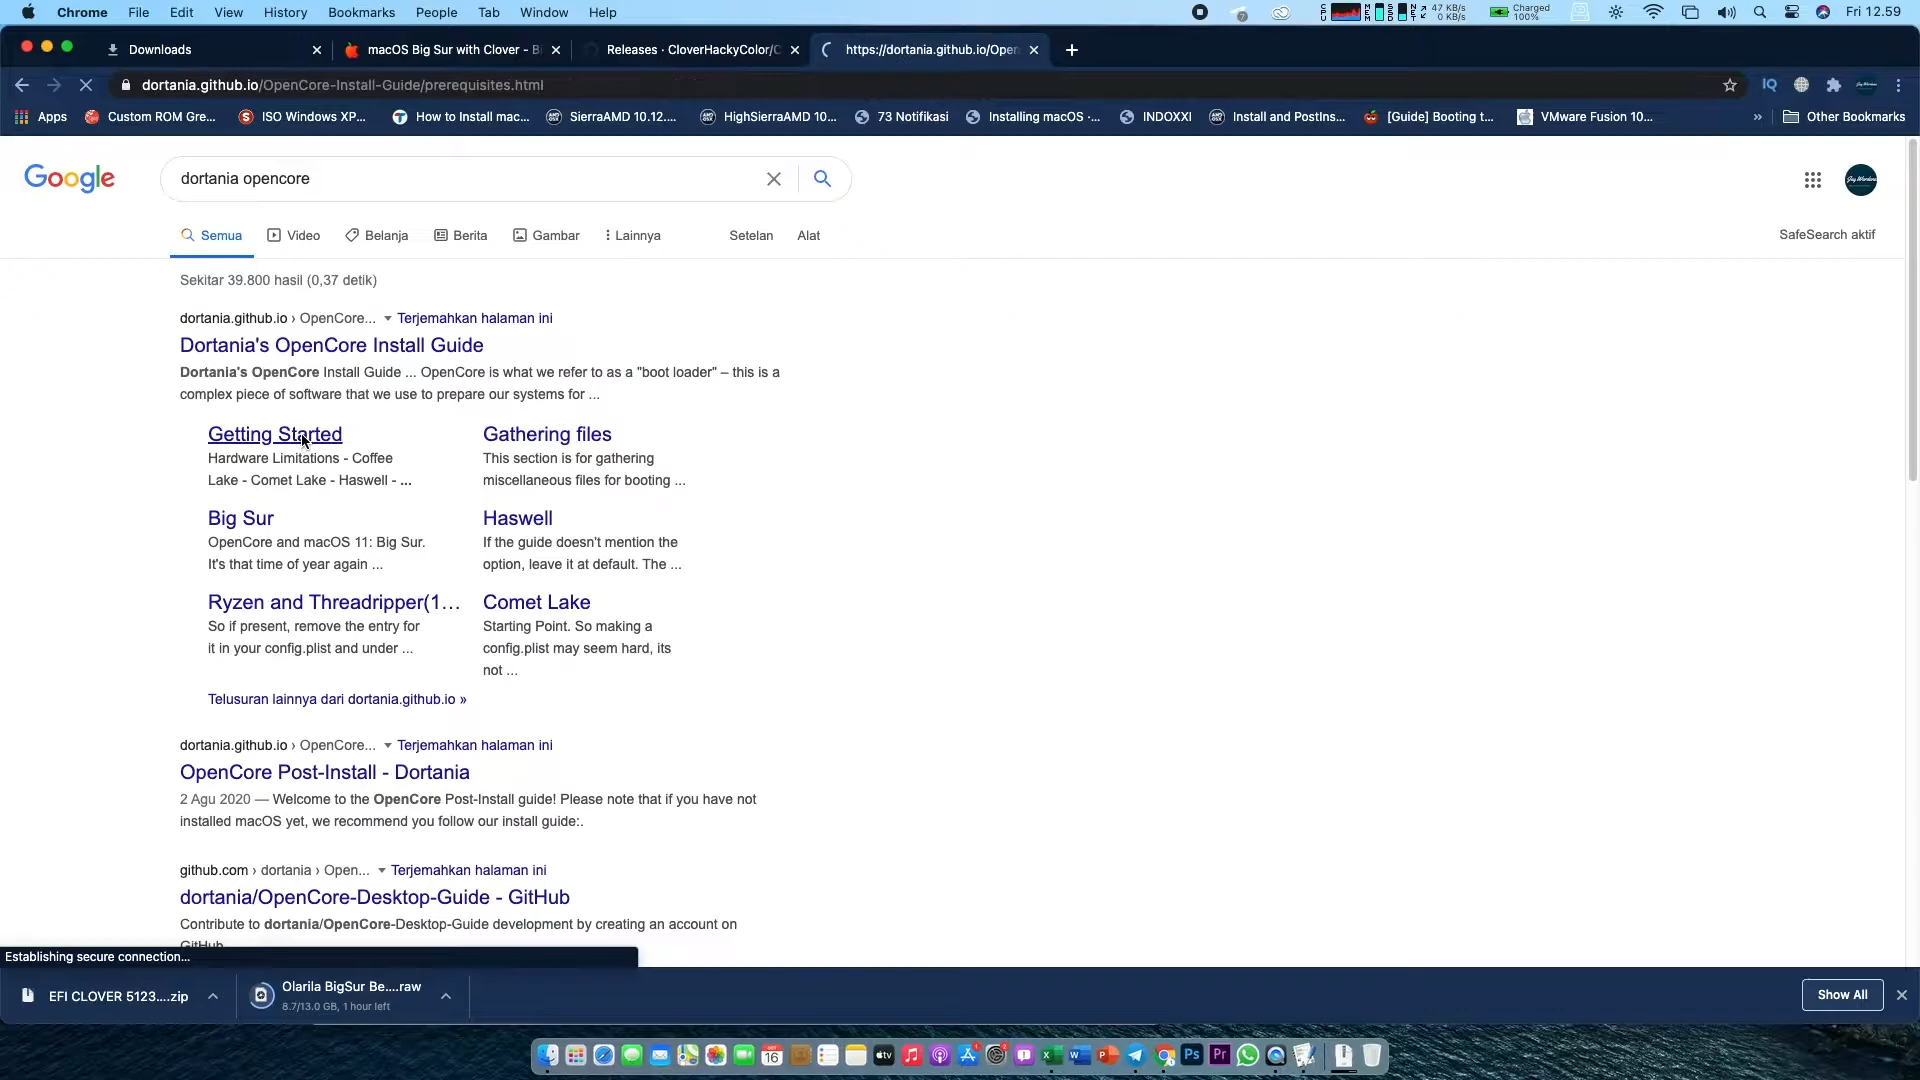 Chrome File Edit View History Bookmarks People Tab Window Help 47 KB/s 0 KB/s Charged 100% Fri 12.59
Downloads macOS Big Sur with Clover - Bi Releases · CloverHackyColor/C https://dortania.github.io/Open
dortania.github.io/OpenCore-Install-Guide/prerequisites.html
Apps Custom ROM Gre... ISO Windows XP... How to Install mac... SierraAMD 10.12.... HighSierraAMD 10... 73 Notifikasi Installing macOS -... INDOXXI Install and PostIns... [Guide] Booting t... VMware Fusion 10... » Other Bookmarks
Google dortania opencore
Semua Video Belanja Berita Gambar Lainnya Setelan Alat SafeSearch aktif
Sekitar 39.800 hasil (0,37 detik)
dortania.github.io › OpenCore... Terjemahkan halaman ini
Dortania's OpenCore Install Guide
Dortania's OpenCore Install Guide ... OpenCore is what we refer to as a "boot loader" – this is a
complex piece of software that we use to prepare our systems for ...
Getting Started
Hardware Limitations - Coffee
Lake - Comet Lake - Haswell - ...
Gathering files
This section is for gathering
miscellaneous files for booting ...
Big Sur
OpenCore and macOS 11: Big Sur.
It's that time of year again ...
Haswell
If the guide doesn't mention the
option, leave it at default. The ...
Ryzen and Threadripper(1...
So if present, remove the entry for
it in your config.plist and under ...
Comet Lake
Starting Point. So making a
config.plist may seem hard, its
not ...
Telusuran lainnya dari dortania.github.io »
dortania.github.io › OpenCore... Terjemahkan halaman ini
OpenCore Post-Install - Dortania
2 Agu 2020 — Welcome to the OpenCore Post-Install guide! Please note that if you have not
installed macOS yet, we recommend you follow our install guide:.
github.com › dortania › Open... Terjemahkan halaman ini
dortania/OpenCore-Desktop-Guide - GitHub
Contribute to dortania/OpenCore-Desktop-Guide development by creating an account on
GitHub
Establishing secure connection...
EFI CLOVER 5123....zip
Olarila BigSur Be....raw
8.7/13.0 GB, 1 hour left
Show All